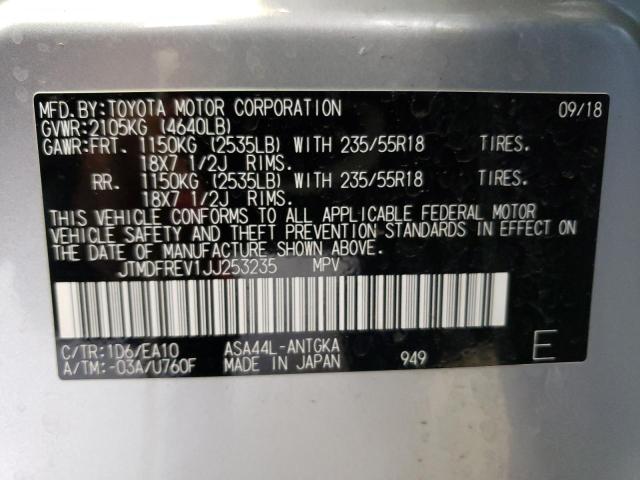 MFD.BY:TOYOTA MOTOR CORPORATION 09/18
GVWR:2105KG (4640LB)
GAWR:FRT. 1150KG (2535LB) WITH 235/55R18 TIRES.
18X7 1/2J RIMS.
RR. 1150KG (2535LB) WITH 235/55R18 TIRES.
18X7 1/2J RIMS.
THIS VEHICLE CONFORMS TO ALL APPLICABLE FEDERAL MOTOR
VEHICLE SAFETY AND THEFT PREVENTION STANDARDS IN EFFECT ON
THE DATE OF MANUFACTURE SHOWN ABOVE.
JTMDFREV1JJ253235 MPV
C/TR:1D6/EA10 ASA44L-ANTGKA E
A/TM:-03A/U760F MADE IN JAPAN 949